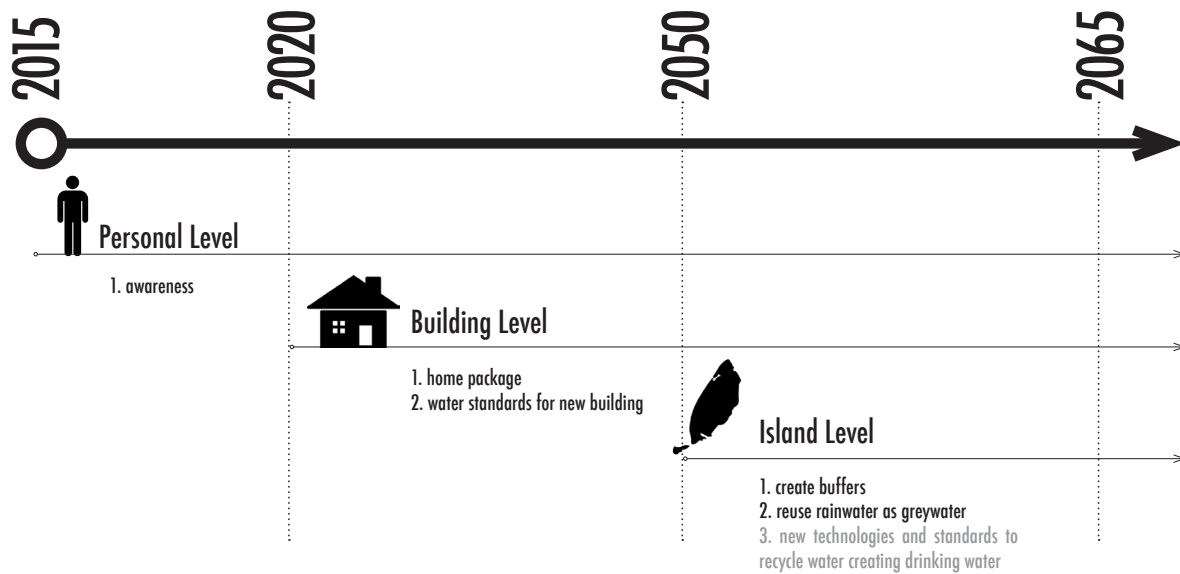 2015
2020
2050
2065
Personal Level
1. awareness
Building Level
1. home package
2. water standards for new building
Island Level
1. create buffers
2. reuse rainwater as greywater
3. new technologies and standards to
recycle water creating drinking water